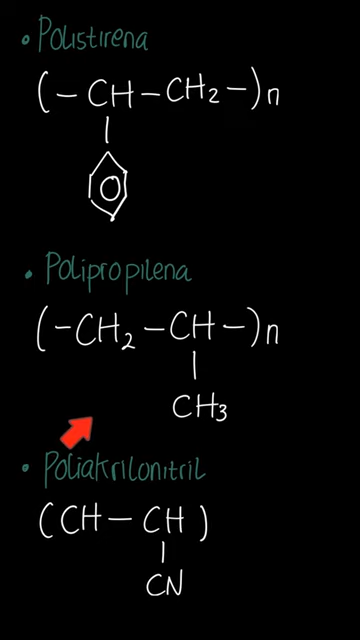 • Polistirena
(– CH – CH2 –)n
• Polipropilena
(– CH2 – CH –)n
CH3
• Poliakrilonitril
(CH – CH)
CN